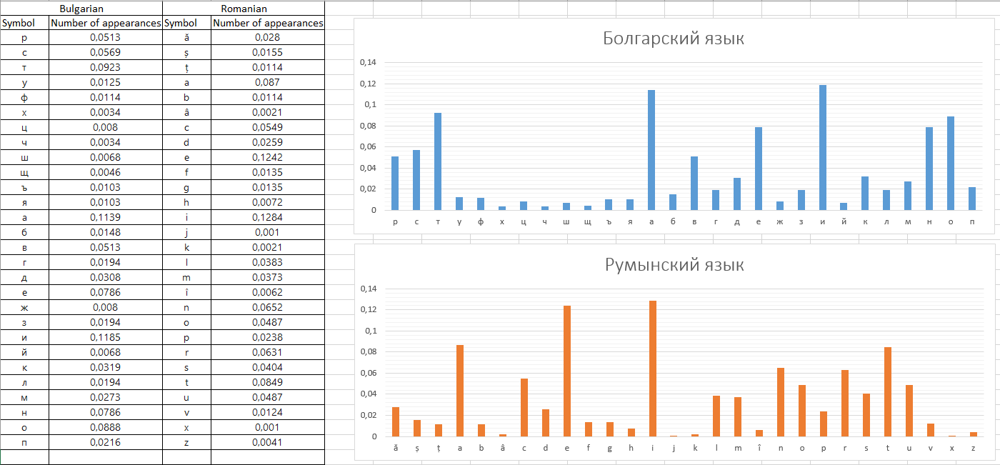 Bulgarian Romanian
Symbol Number of appearances Symbol Number of appearances
р 0,0513 ă 0,028
с 0,0569 ș 0,0155
т 0,0923 ț 0,0114
у 0,0125 a 0,087
ф 0,0114 b 0,0114
х 0,0034 â 0,0021
ц 0,008 c 0,0549
ч 0,0034 d 0,0259
ш 0,0068 e 0,1242
щ 0,0046 f 0,0135
ъ 0,0103 g 0,0135
я 0,0103 h 0,0072
а 0,1139 i 0,1284
б 0,0148 j 0,001
в 0,0513 k 0,0021
г 0,0194 l 0,0383
д 0,0308 m 0,0373
е 0,0786 î 0,0062
ж 0,008 n 0,0652
з 0,0194 o 0,0487
и 0,1185 p 0,0238
й 0,0068 r 0,0631
к 0,0319 s 0,0404
л 0,0194 t 0,0849
м 0,0273 u 0,0487
н 0,0786 v 0,0124
о 0,0888 x 0,001
п 0,0216 z 0,0041
Болгарский язык
0,14
0,12
0,1
0,08
0,06
0,04
0,02
0
р с т у ф х ц ч ш щ ъ я а б в г д е ж з и й к л м н о п
Румынский язык
0,14
0,12
0,1
0,08
0,06
0,04
0,02
0
ă ș ț a b â c d e f g h i j k l m î n o p r s t u v x z